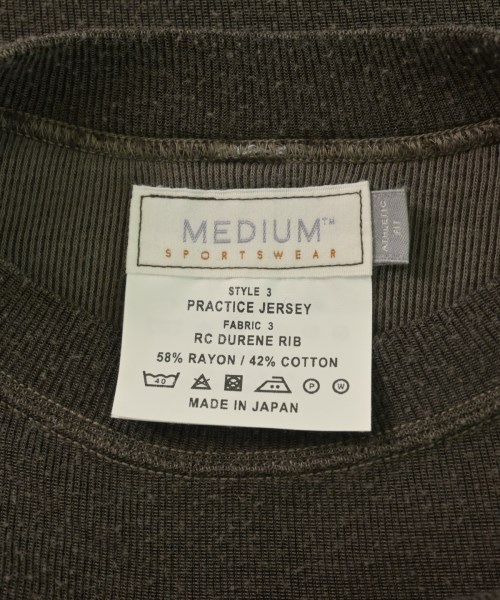 MEDIUM™
SPORTSWEAR
ATHLETIC
FIT
STYLE 3
PRACTICE JERSEY
FABRIC 3
RC DURENE RIB
58% RAYON / 42% COTTON
40 P W
MADE IN JAPAN